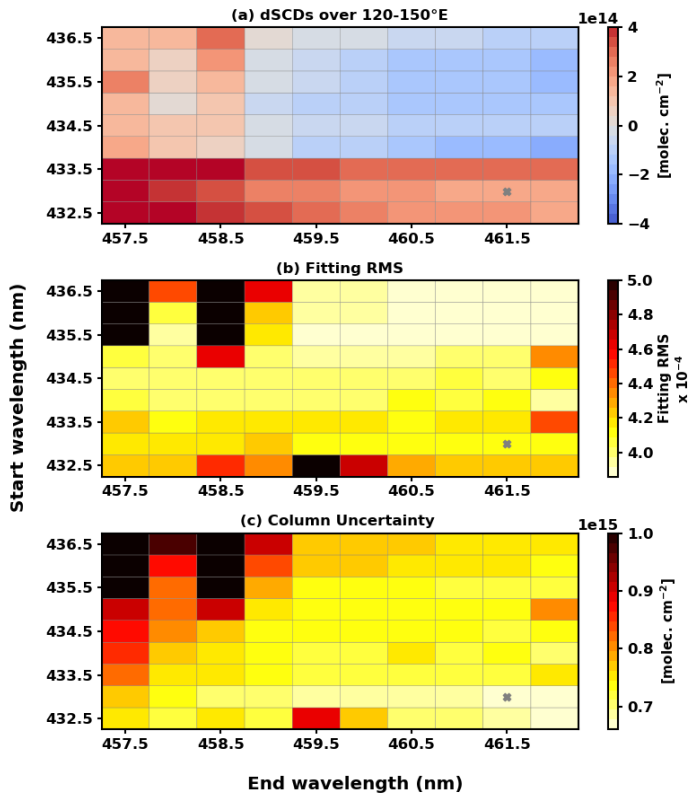 (a) dSCDs over 120-150°E
1e14
436.5
435.5
434.5
433.5
432.5
457.5 458.5 459.5 460.5 461.5
4
2
0
−2
−4
[molec. cm⁻²]
(b) Fitting RMS
436.5
435.5
434.5
433.5
432.5
457.5 458.5 459.5 460.5 461.5
5.0
4.8
4.6
4.4
4.2
4.0
Fitting RMS
x 10⁻⁴
Start wavelength (nm)
(c) Column Uncertainty
1e15
436.5
435.5
434.5
433.5
432.5
457.5 458.5 459.5 460.5 461.5
1.0
0.9
0.8
0.7
[molec. cm⁻²]
End wavelength (nm)